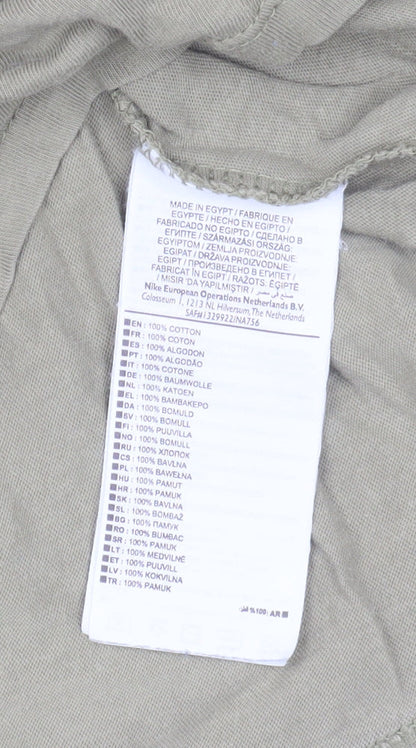 MADE IN EGYPT / FABRIQUE EN
EGYPTE / HECHO EN EGIPTO /
FABRICADO NO EGIPTO / СДЕЛАНО В
ЕГИПТЕ / SZÁRMAZÁSI ORSZÁG:
EGYIPTOM / ZEMLJA PROIZVODNJE:
EGIPAT / DRŽAVA PROIZVODNJE:
EGIPT / ПРОИЗВЕДЕНО В ЕГИПЕТ /
FABRICAT ÎN EGIPT / RAŽOTS. ĒĢIPTĒ
/ MISIR'DA YAPILMIŞTIR / صنع في مصر
Nike European Operations Netherlands B.V.
Colosseum 1, 1213 NL Hilversum, The Netherlands
SAF#1329922/NA756
EN : 100% COTTON
FR : 100% COTON
ES : 100% ALGODON
PT : 100% ALGODÃO
IT : 100% COTONE
DE : 100% BAUMWOLLE
NL : 100% KATOEN
EL : 100% ΒΑΜΒΑΚΕΡΟ
DA : 100% BOMULD
SV : 100% BOMULL
FI : 100% PUUVILLA
NO : 100% BOMULL
RU : 100% ХЛОПОК
CS : 100% BAVLNA
PL : 100% BAWEŁNA
HU : 100% PAMUT
HR : 100% PAMUK
SK : 100% BAVLNA
SL : 100% BOMBAŽ
BG : 100% ПАМУК
RO : 100% BUMBAC
SR : 100% PAMUK
LT : 100% MEDVILNE
ET : 100% PUUVILL
LV : 100% KOKVILNA
TR : 100% PAMUK
AR : 100% قطن